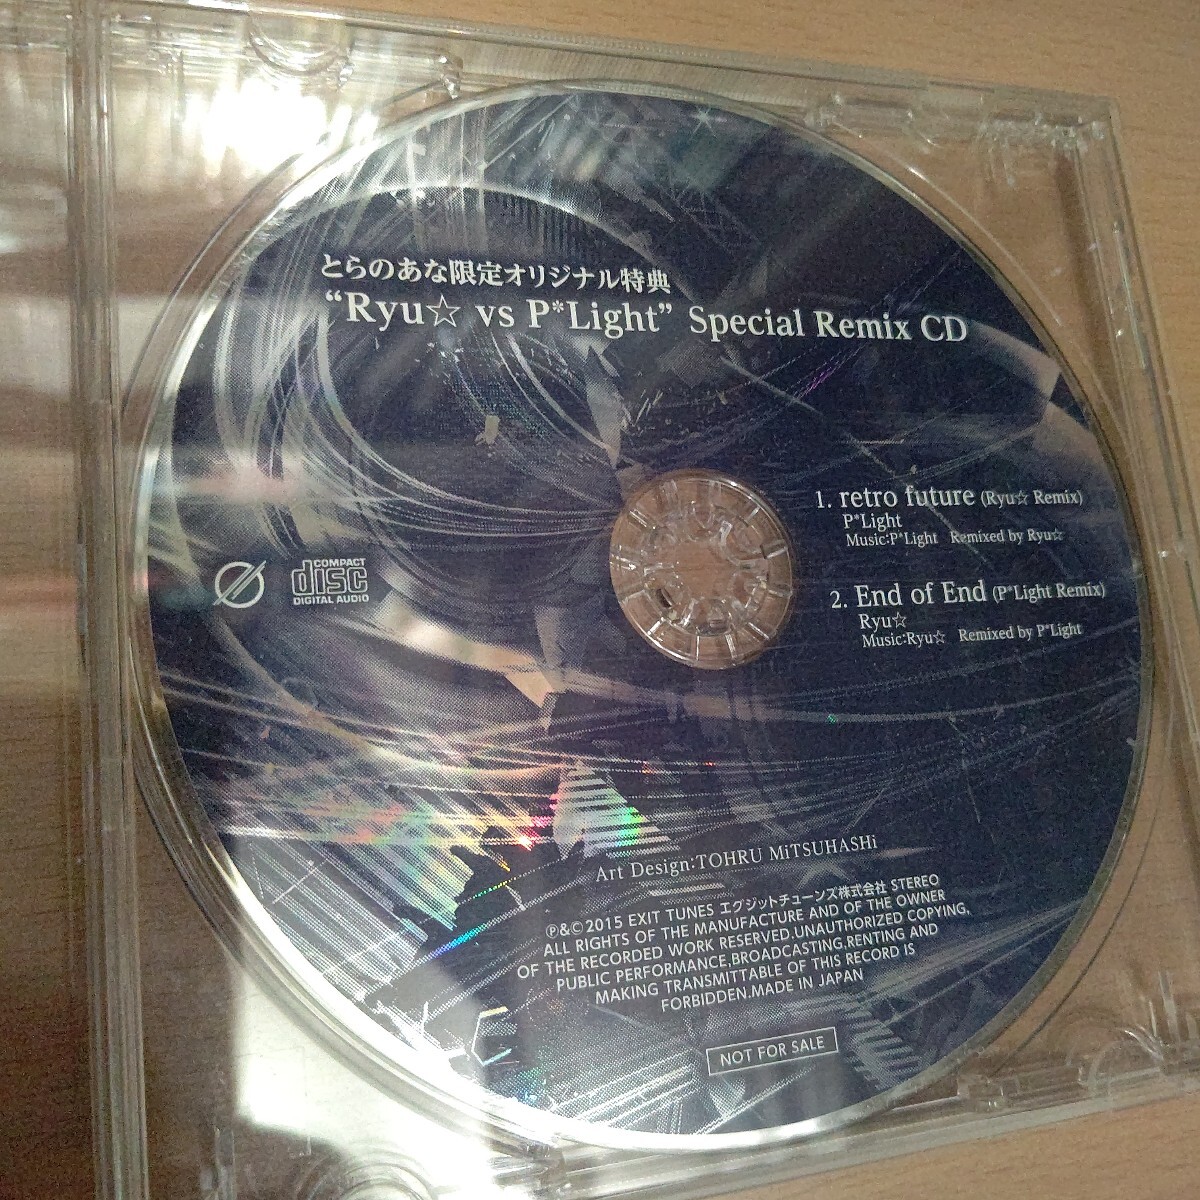 とらのあな限定オリジナル特典
“Ryu☆ vs P*Light” Special Remix CD
1. retro future (Ryu☆ Remix)
P*Light
Music:P*Light Remixed by Ryu☆
COMPACT
disc
DIGITAL AUDIO
2. End of End (P*Light Remix)
Ryu☆
Music:Ryu☆ Remixed by P*Light
Art Design:TOHRU MiTSUHASHi
℗&©2015 EXIT TUNES エグジットチューンズ株式会社 STEREO
ALL RIGHTS OF THE MANUFACTURE AND OF THE OWNER
OF THE RECORDED WORK RESERVED.UNAUTHORIZED COPYING,
PUBLIC PERFORMANCE,BROADCASTING,RENTING AND
MAKING TRANSMITTABLE OF THIS RECORD IS
FORBIDDEN.MADE IN JAPAN
NOT FOR SALE